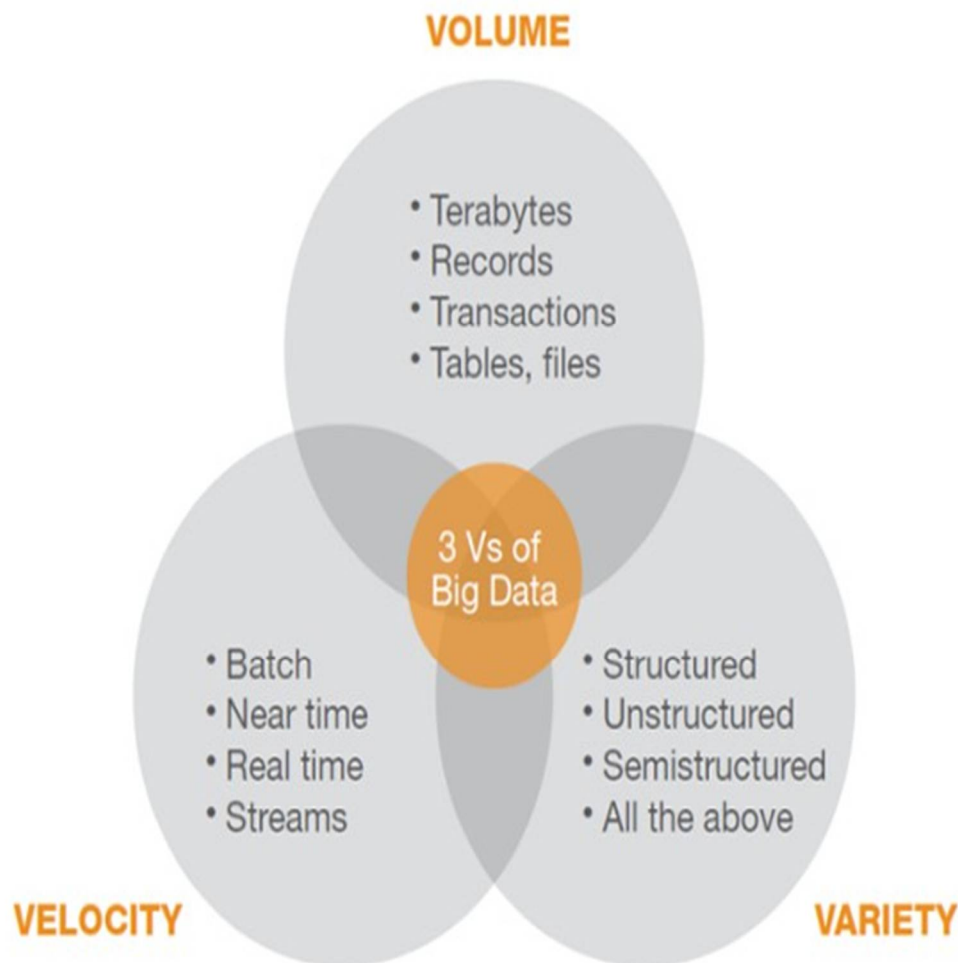 VOLUME
• Terabytes
• Records
• Transactions
• Tables, files
3 Vs of
Big Data
• Batch
• Near time
• Real time
• Streams
• Structured
• Unstructured
• Semistructured
• All the above
VELOCITY
VARIETY